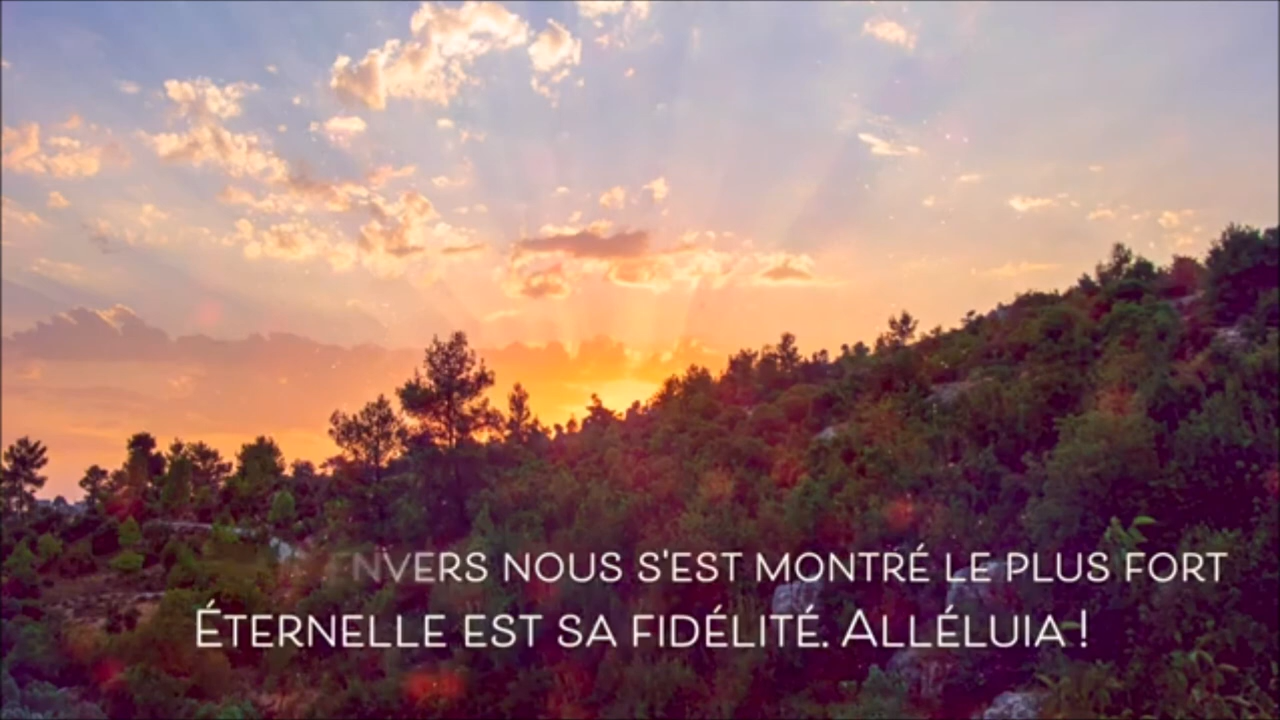 ENVERS NOUS S'EST MONTRÉ LE PLUS FORT
ÉTERNELLE EST SA FIDÉLITÉ. ALLÉLUIA !